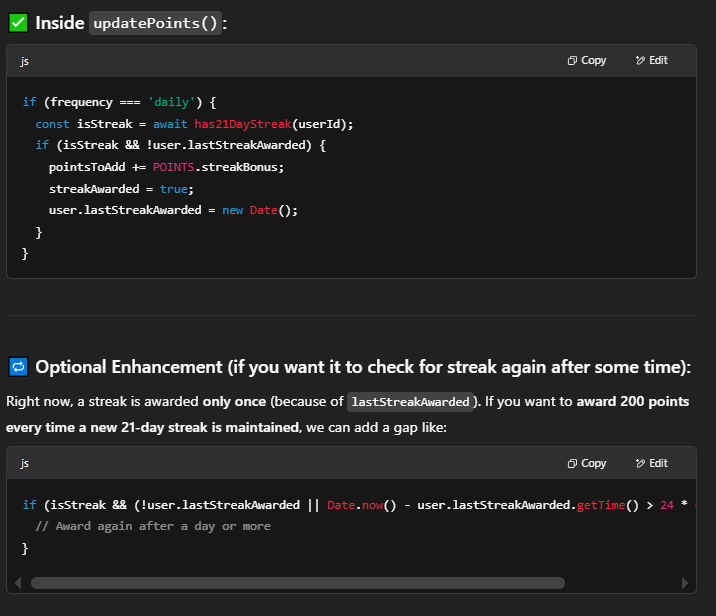 ✅ Inside updatePoints():
js Copy Edit
if (frequency === 'daily') {
  const isStreak = await has21DayStreak(userId);
  if (isStreak && !user.lastStreakAwarded) {
    pointsToAdd += POINTS.streakBonus;
    streakAwarded = true;
    user.lastStreakAwarded = new Date();
  }
}
🔁 Optional Enhancement (if you want it to check for streak again after some time):
Right now, a streak is awarded only once (because of lastStreakAwarded). If you want to award 200 points
every time a new 21-day streak is maintained, we can add a gap like:
js Copy Edit
if (isStreak && (!user.lastStreakAwarded || Date.now() - user.lastStreakAwarded.getTime() > 24 *
  // Award again after a day or more
}